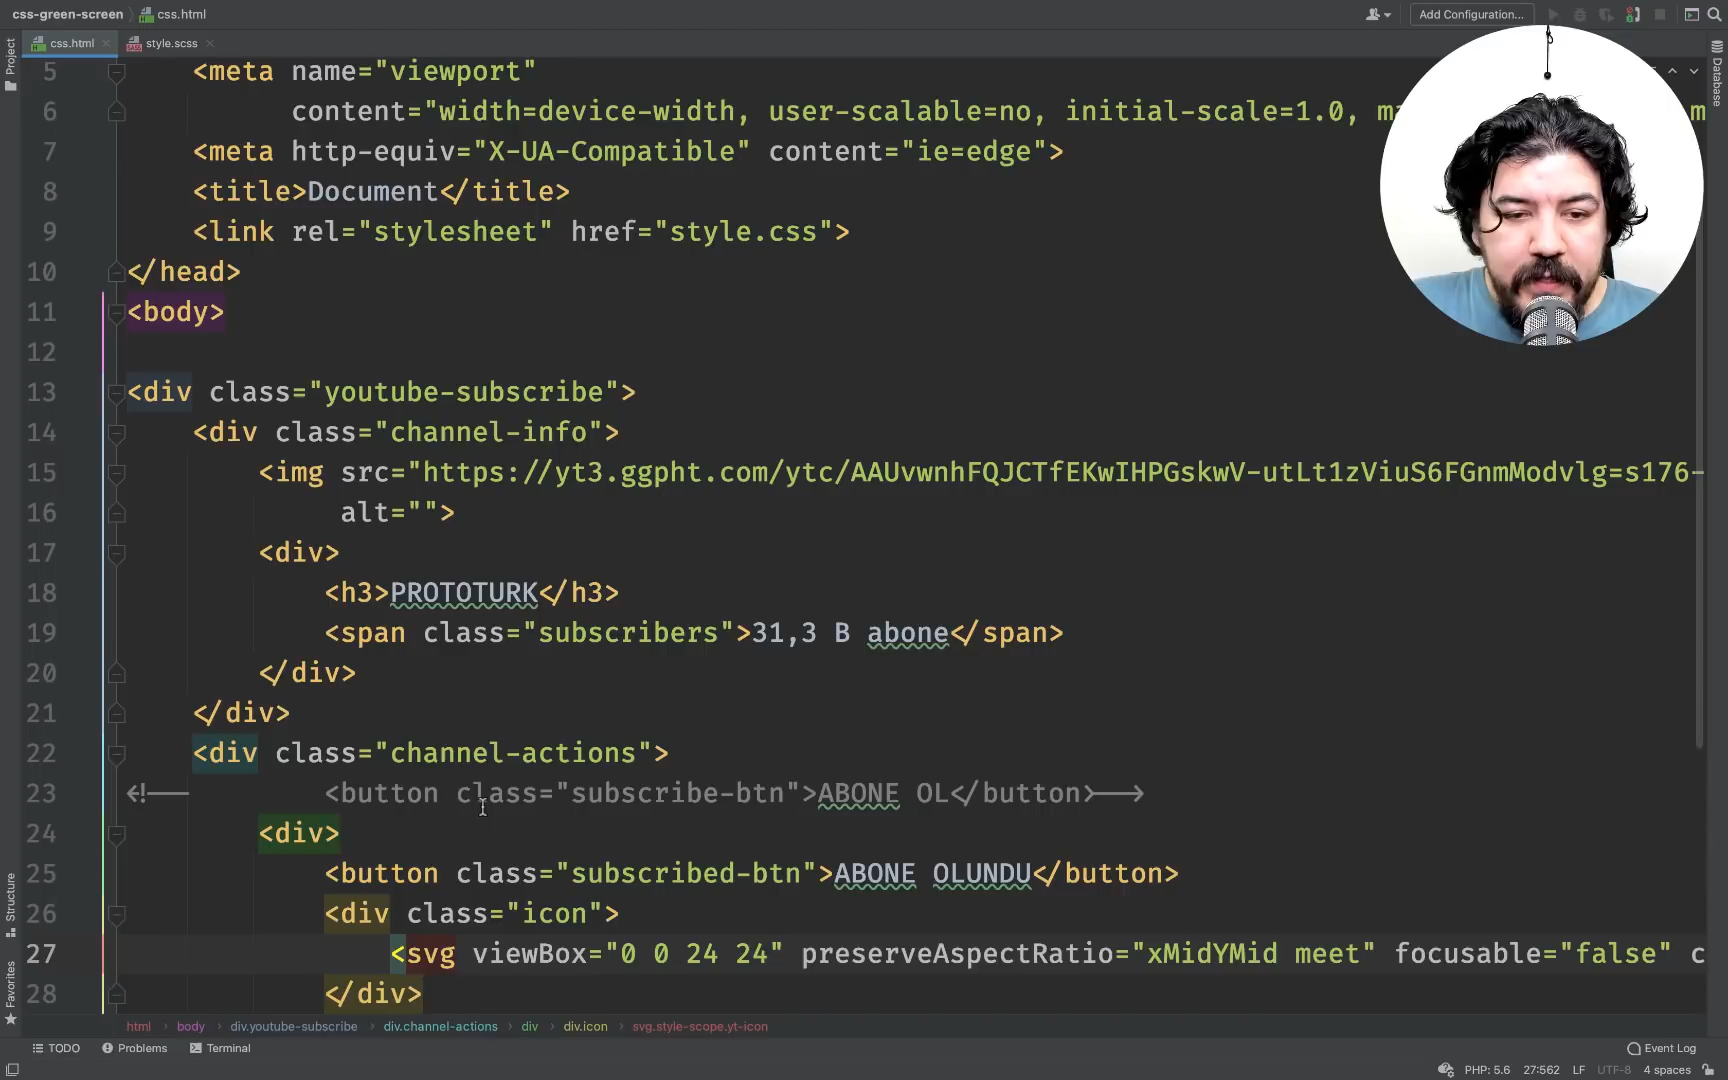 css-green-screen
css.html
Add Configuration...
css.html
style.scss
Project
Database
5 <meta name="viewport"
6 content="width=device-width, user-scalable=no, initial-scale=1.0,
7 <meta http-equiv="X-UA-Compatible" content="ie=edge">
8 <title>Document</title>
9 <link rel="stylesheet" href="style.css">
10 </head>
11 <body>
12
13 <div class="youtube-subscribe">
14 <div class="channel-info">
15 <img src="https://yt3.ggpht.com/ytc/AAUvwnhFQJCTfEKwIHPGskwV-utLt1zViuS6FGnmModvlg=s176-
16 alt="">
17 <div>
18 <h3>PROTOTURK</h3>
19 <span class="subscribers">31,3 B abone</span>
20 </div>
21 </div>
22 <div class="channel-actions">
23 <!-- <button class="subscribe-btn">ABONE OL</button>-->
24 <div>
25 <button class="subscribed-btn">ABONE OLUNDU</button>
26 <div class="icon">
27 <svg viewBox="0 0 24 24" preserveAspectRatio="xMidYMid meet" focusable="false" c
28 </div>
Structure
Favorites
html body div.youtube-subscribe div.channel-actions div div.icon svg.style-scope.yt-icon
TODO Problems Terminal
Event Log
PHP: 5.6 27:562 LF UTF-8 4 spaces